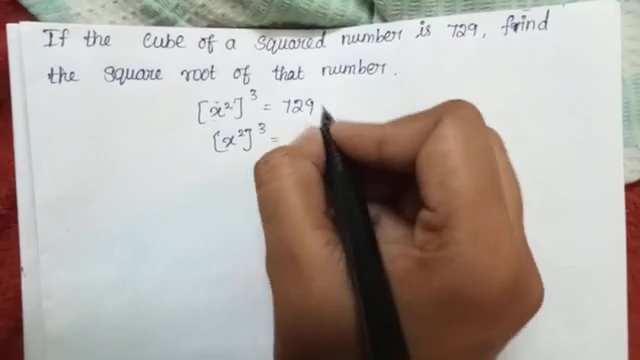 If the cube of a squared number is 729, find
the square root of that number.
[x²]³ = 729
[x²]³ =